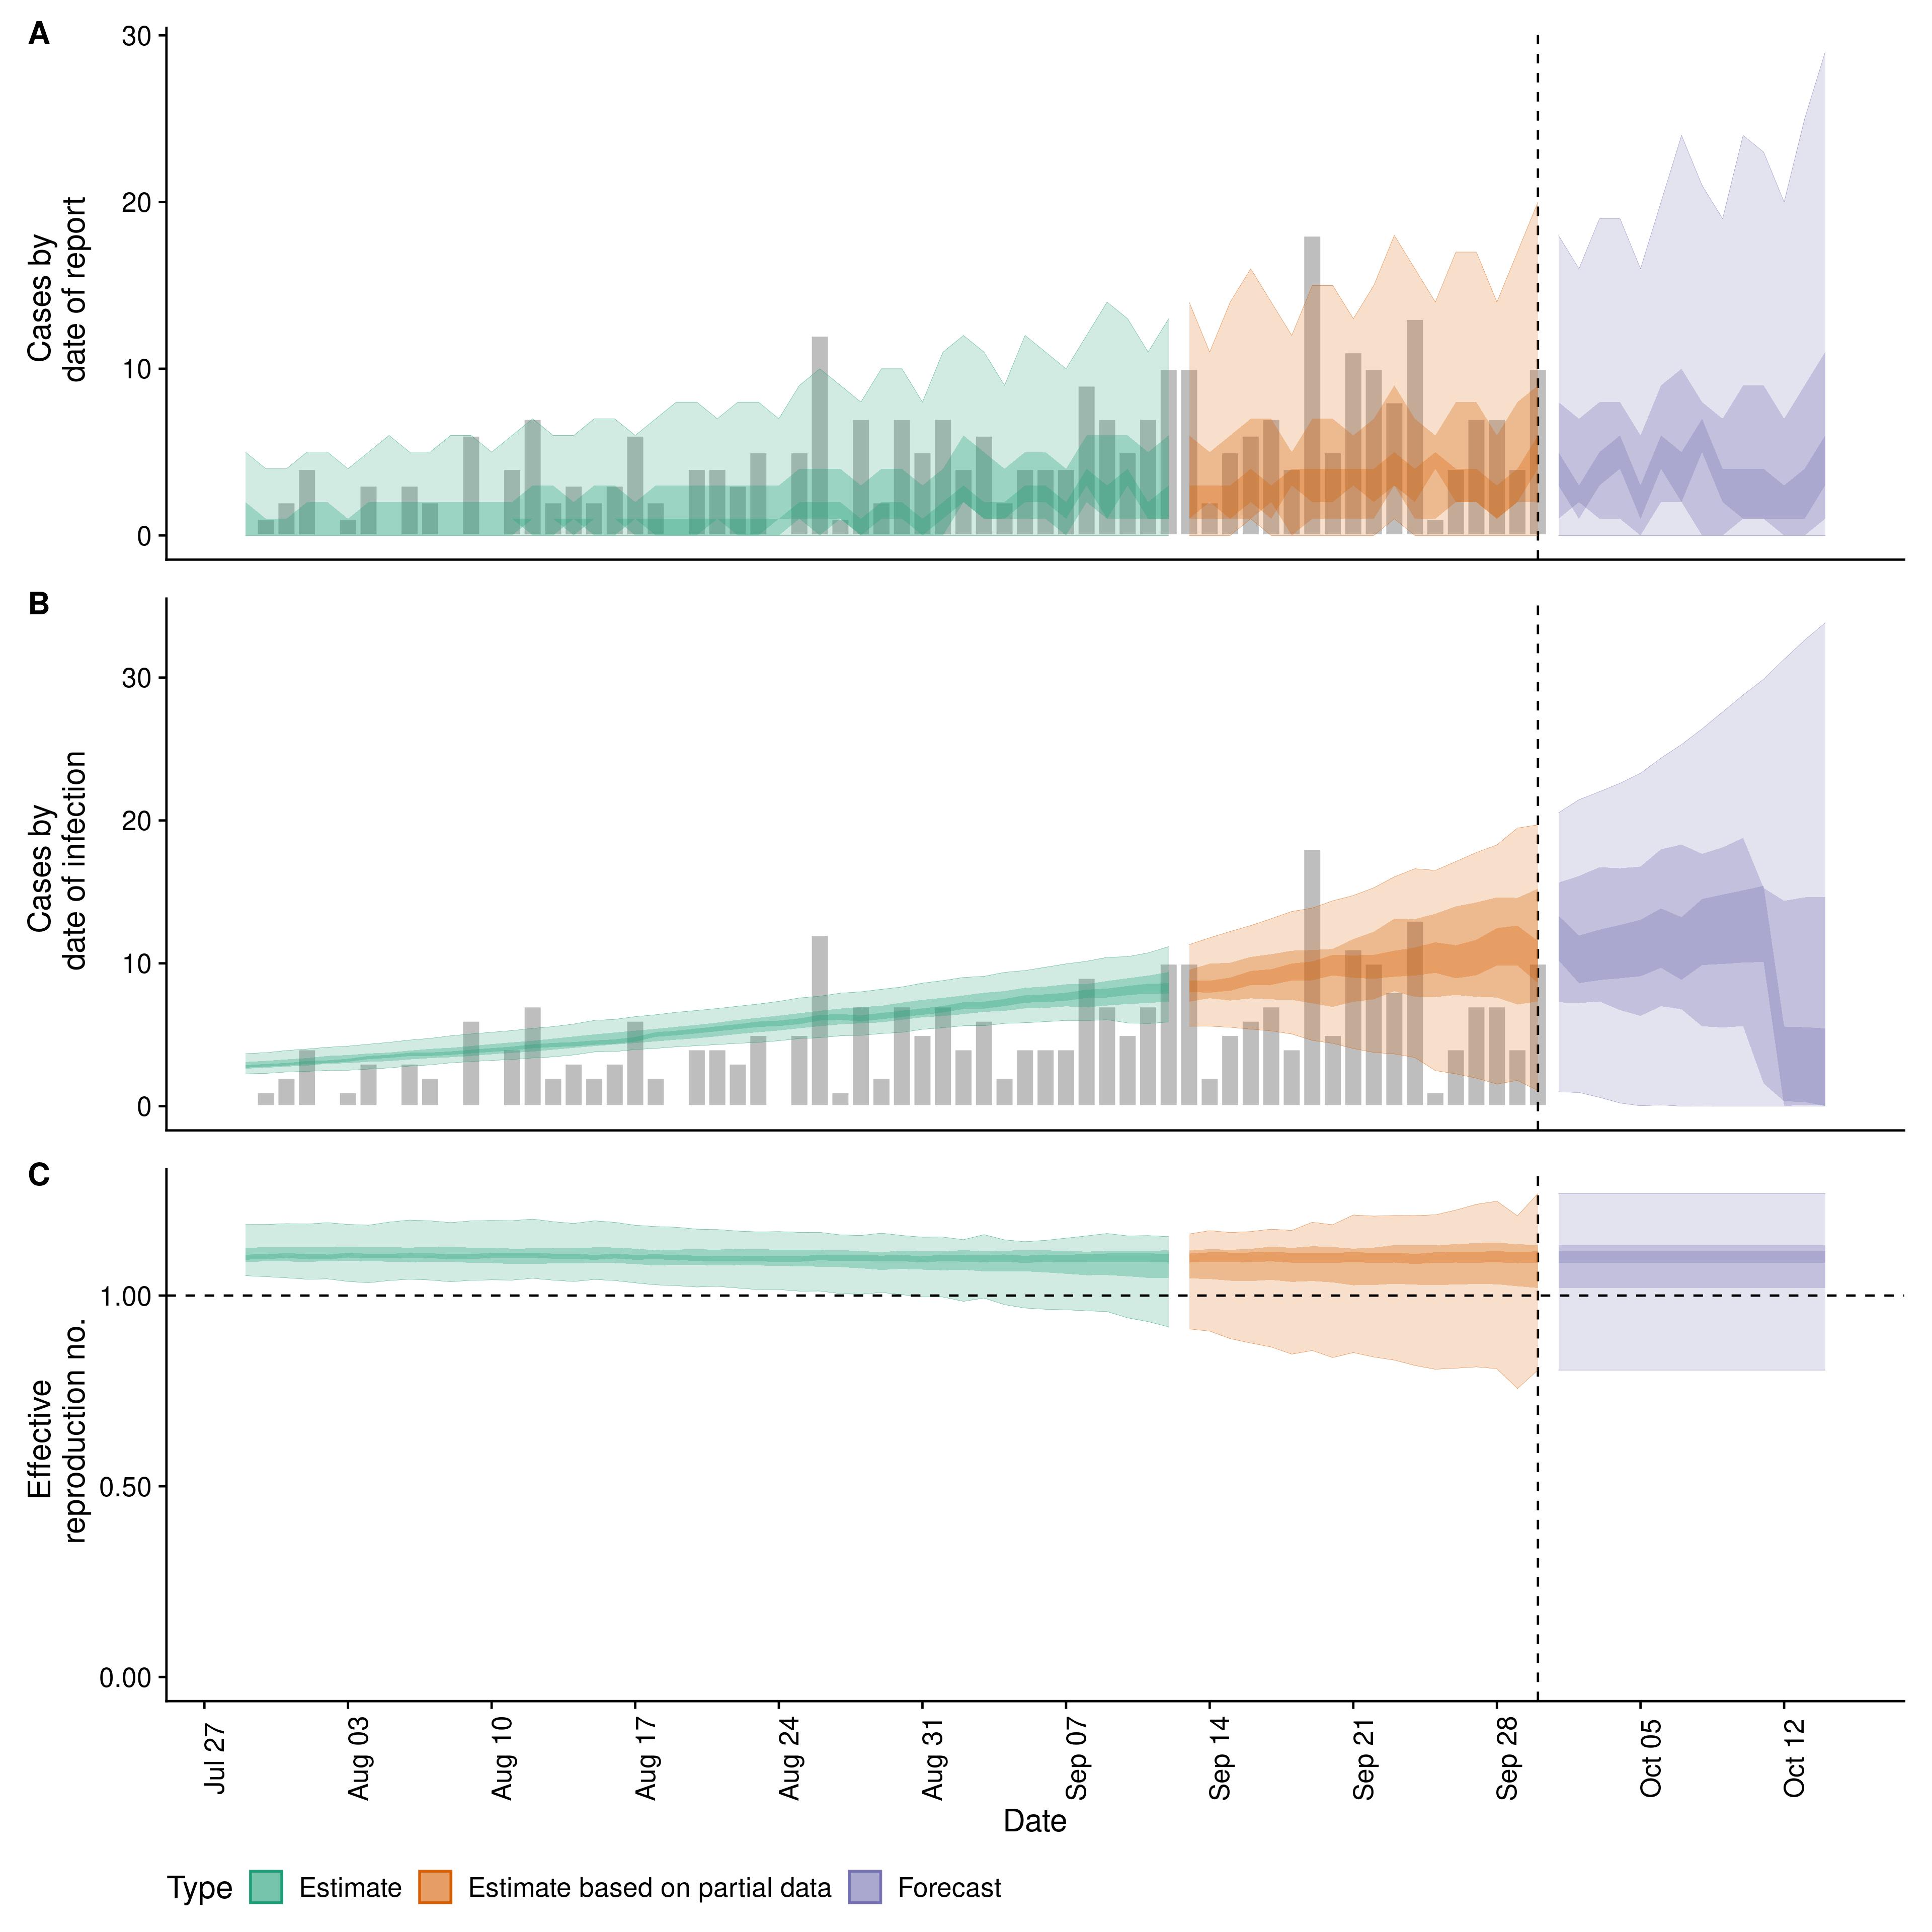 A
Cases by
date of report
30
20
10
0
B
Cases by
date of infection
30
20
10
0
C
Effective
reproduction no.
1.00
0.50
0.00
Jul 27
Aug 03
Aug 10
Aug 17
Aug 24
Aug 31
Sep 07
Sep 14
Sep 21
Sep 28
Oct 05
Oct 12
Date
Type Estimate Estimate based on partial data Forecast